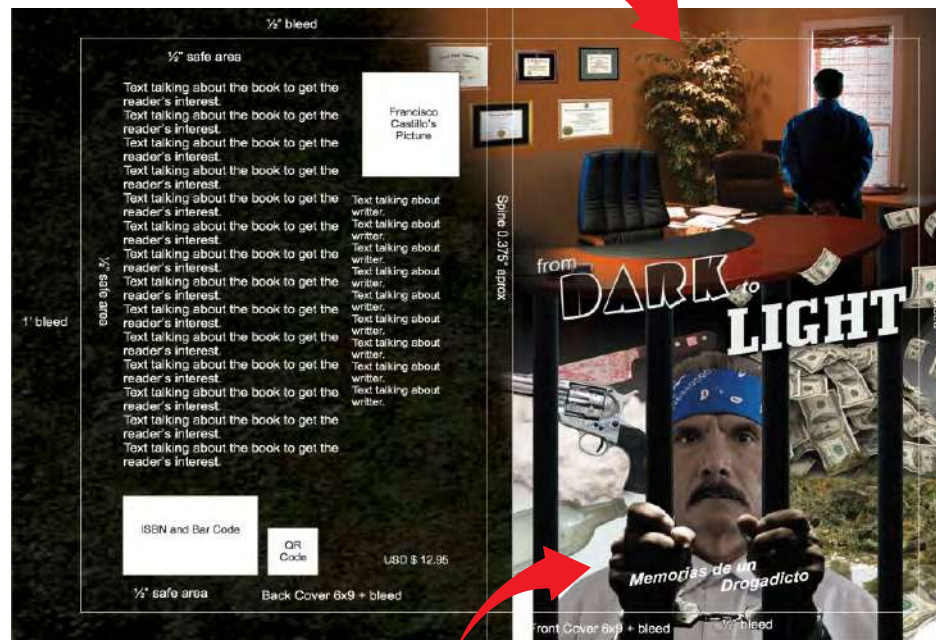 ½" bleed
½" safe area
Text talking about the book to get the
reader's interest.
Text talking about the book to get the
reader's interest.
Text talking about the book to get the
reader's interest.
Text talking about the book to get the
reader's interest.
Text talking about the book to get the
reader's interest.
Text talking about the book to get the
reader's interest.
Text talking about the book to get the
reader's interest.
Text talking about the book to get the
reader's interest.
Text talking about the book to get the
reader's interest.
Text talking about the book to get the
reader's interest.
Text talking about the book to get the
reader's interest.
Text talking about the book to get the
reader's interest.
Text talking about the book to get the
reader's interest.
Text talking about the book to get the
reader's interest.
Francisco
Castillo's
Picture
Text talking about
writter.
Text talking about
writter.
Text talking about
writter.
Text talking about
writter.
Text talking about
writter.
Text talking about
writter.
Text talking about
writter.
Text talking about
writter.
Text talking about
writter.
½" safe area
1' bleed
ISBN and Bar Code
QR
Code
USD $ 12.95
½" safe area
Back Cover 6x9 + bleed
Spine 0.375" aprox
from
DARK to
LIGHT
Memorias de un
Drogadicto
Front Cover 6x9 + bleed
½" bleed